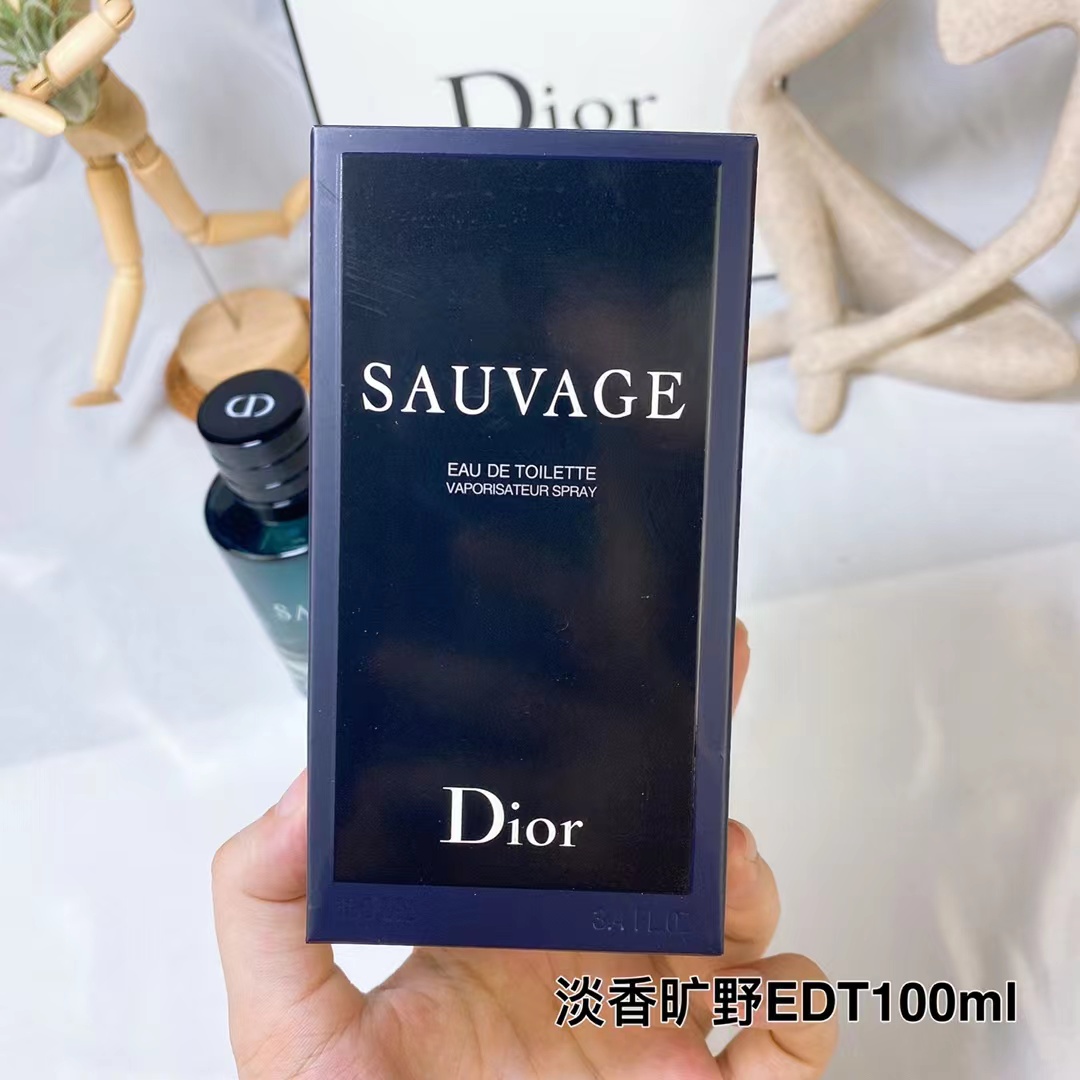 Dior
SAUVAGE
EAU DE TOILETTE
VAPORISATEUR SPRAY
Dior
淡香旷野EDT100ml